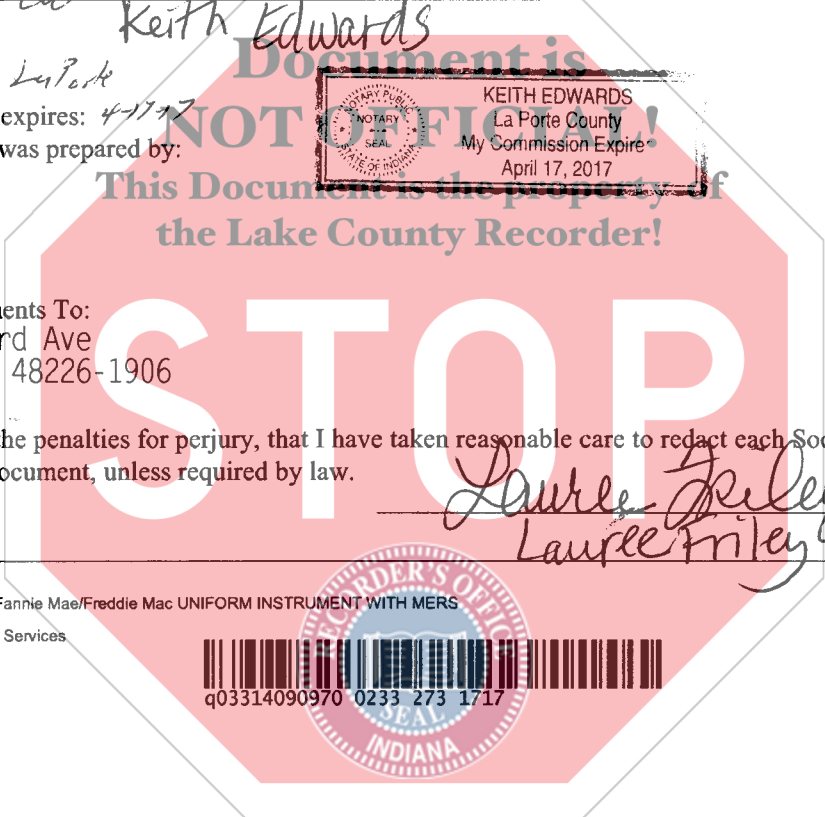 Keith Edwards
LaPorte
expires: 4-17-17
was prepared by:
NOTARY PUBLIC
NOTARY
SEAL
STATE OF INDIANA
KEITH EDWARDS
La Porte County
My Commission Expire
April 17, 2017
Document is
NOT OFFICIAL!
This Document is the property of
the Lake County Recorder!
ents To:
rd Ave
48226-1906
STOP
he penalties for perjury, that I have taken reasonable care to redact each Soc
ocument, unless required by law.
Lauree Friley
Fannie Mae/Freddie Mac UNIFORM INSTRUMENT WITH MERS
Services
q03314090970 0233 273 1717
RECORDER'S OFFICE
SEAL
INDIANA